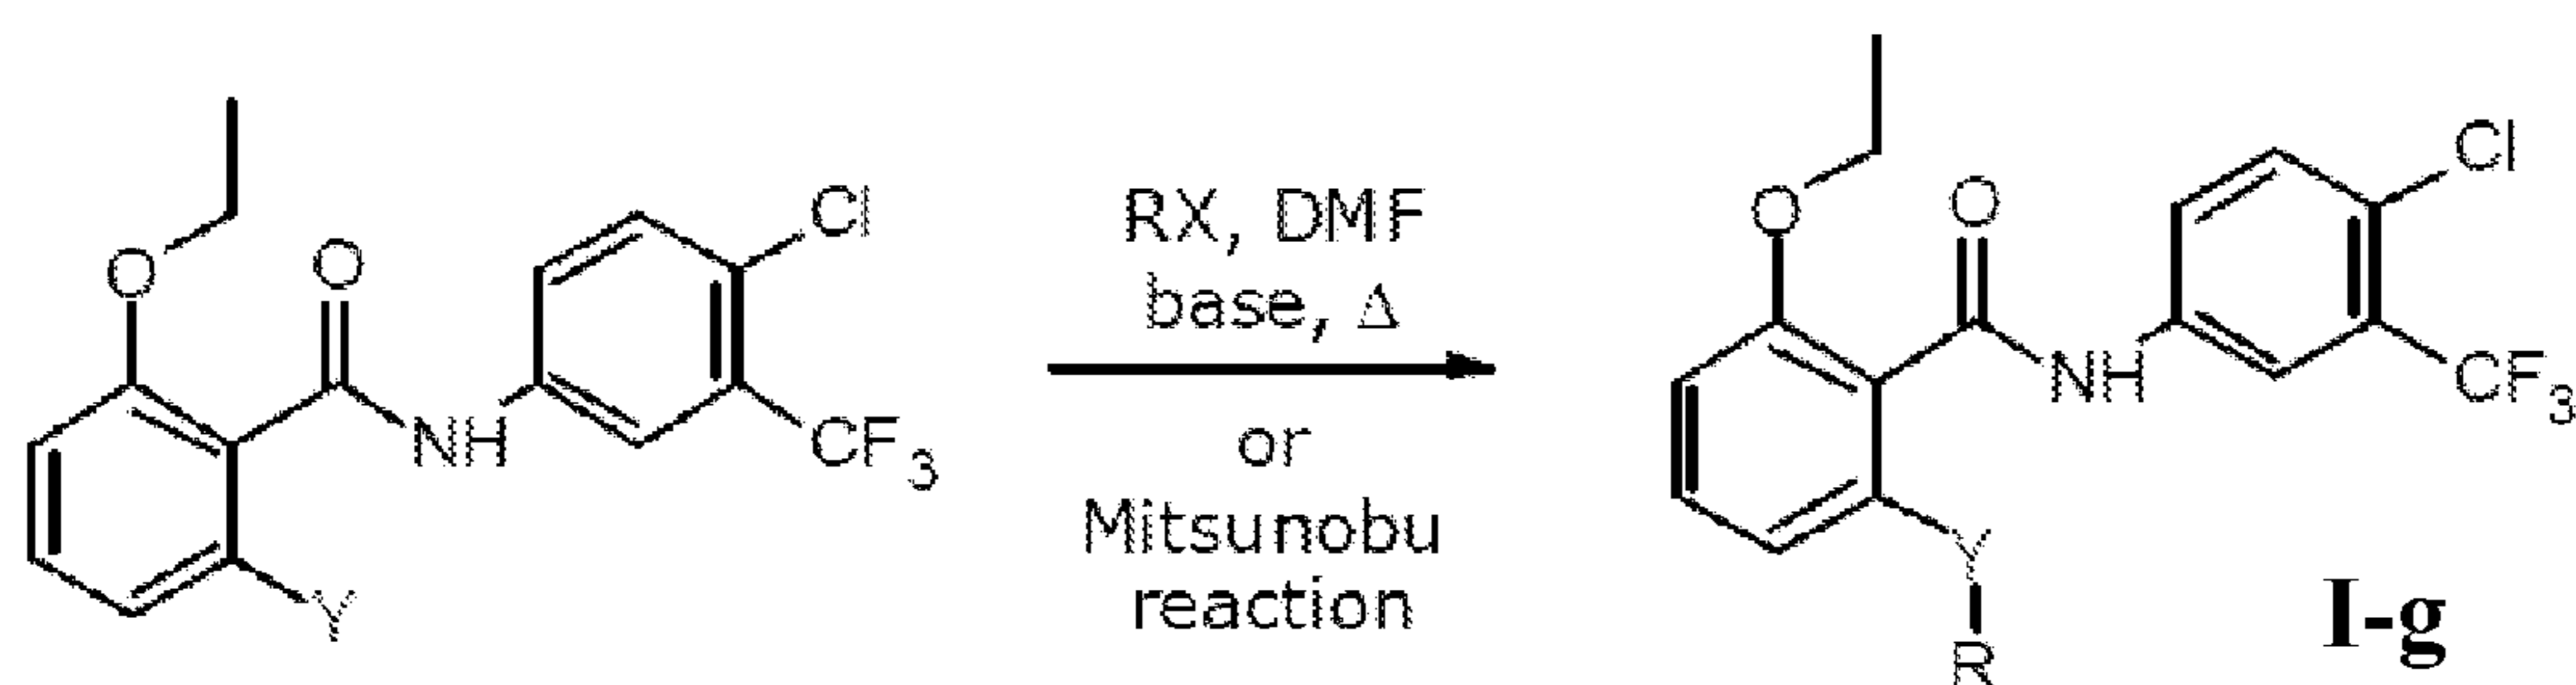 O
O
NH
Cl
CF3
Y
RX, DMF
base, Δ
or
Mitsunobu
reaction
O
O
NH
Cl
CF3
Y
R
I-g